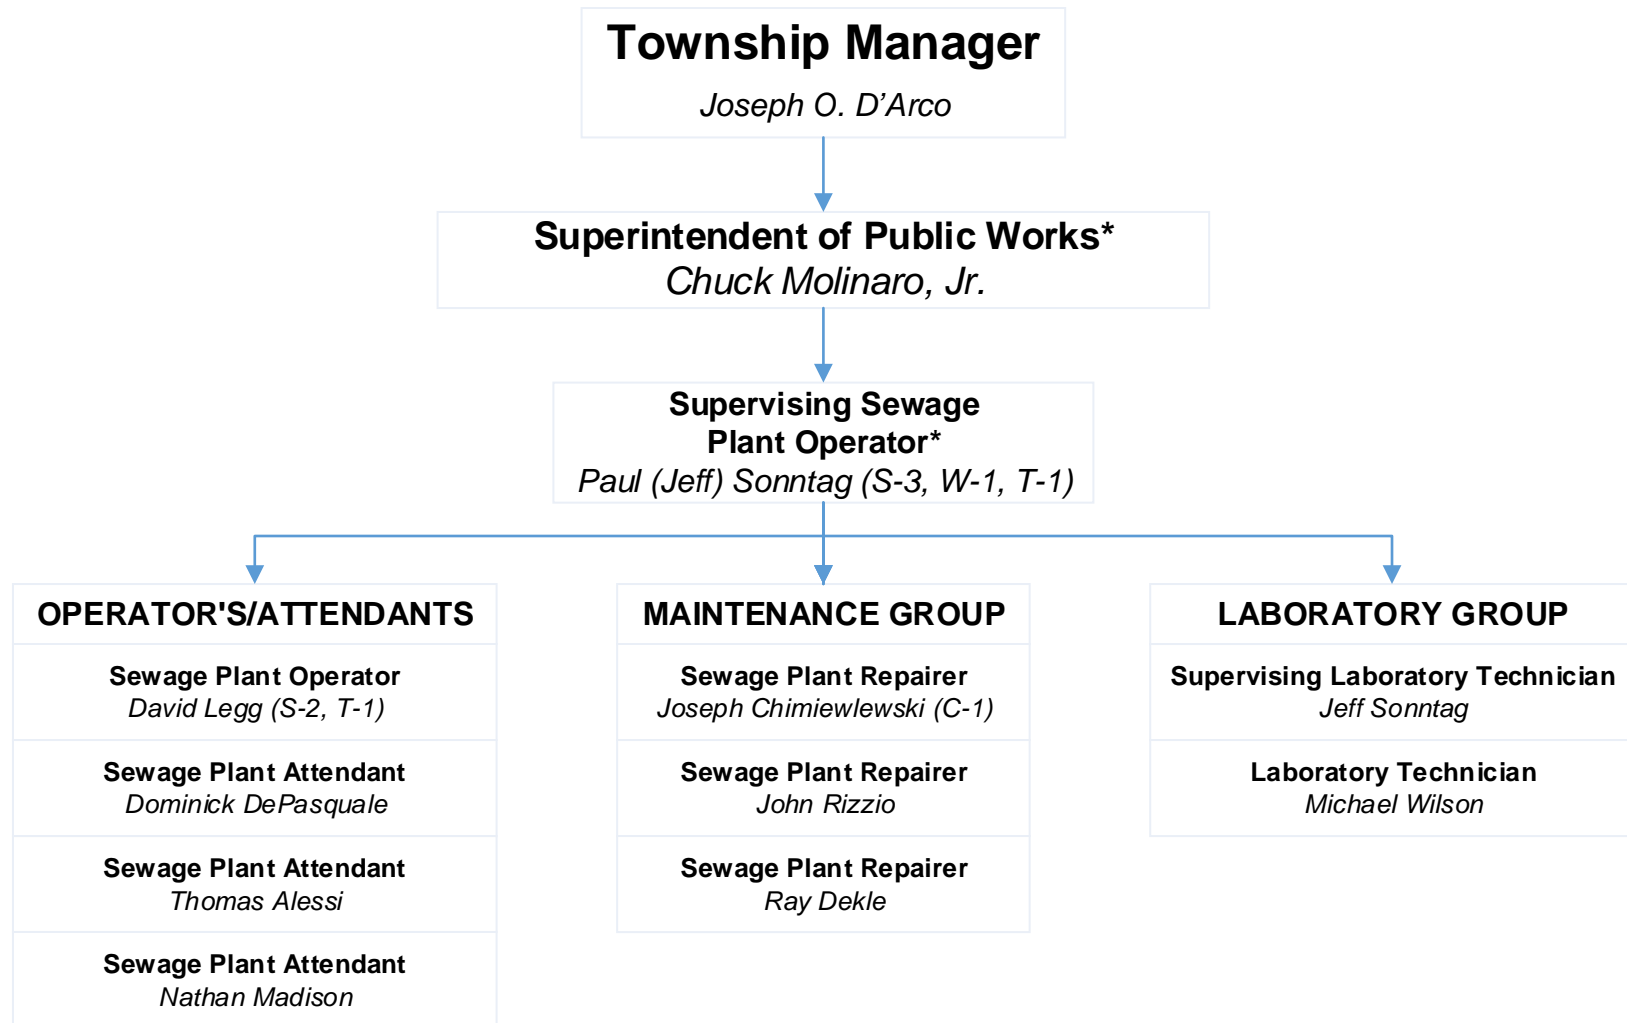 Township Manager
Joseph O. D’Arco
Superintendent of Public Works*
Chuck Molinaro, Jr.
Supervising Sewage
Plant Operator*
Paul (Jeff) Sonntag (S-3, W-1, T-1)
OPERATOR'S/ATTENDANTS
Sewage Plant Operator
David Legg (S-2, T-1)
Sewage Plant Attendant
Dominick DePasquale
Sewage Plant Attendant
Thomas Alessi
Sewage Plant Attendant
Nathan Madison
MAINTENANCE GROUP
Sewage Plant Repairer
Joseph Chimiewlewski (C-1)
Sewage Plant Repairer
John Rizzio
Sewage Plant Repairer
Ray Dekle
LABORATORY GROUP
Supervising Laboratory Technician
Jeff Sonntag
Laboratory Technician
Michael Wilson